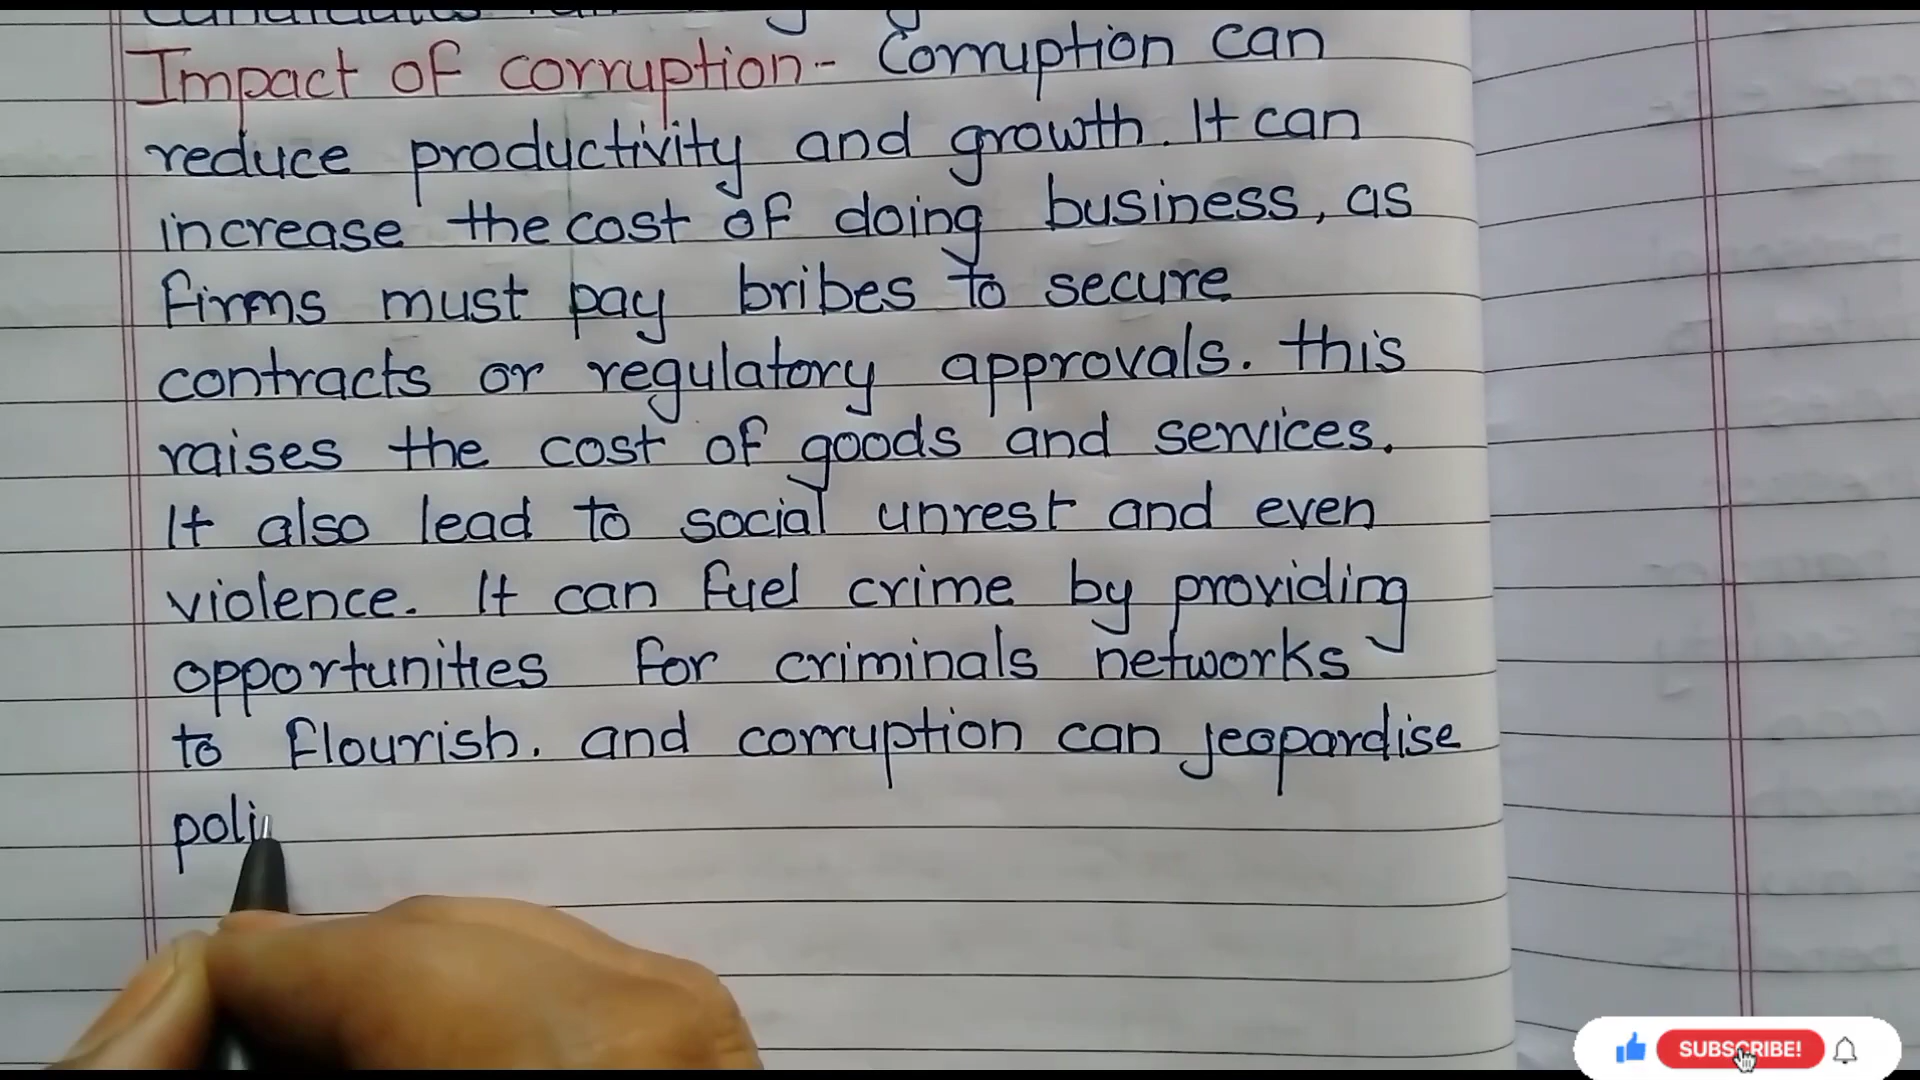 Impact of corruption- Corruption can
reduce productivity and growth. It can
increase the cost of doing business, as
firms must pay bribes to secure
contracts or regulatory approvals. this
raises the cost of goods and services.
It also lead to social unrest and even
violence. It can fuel crime by providing
opportunities for criminals networks
to flourish. and corruption can jeopardise
poli
SUBSCRIBE!